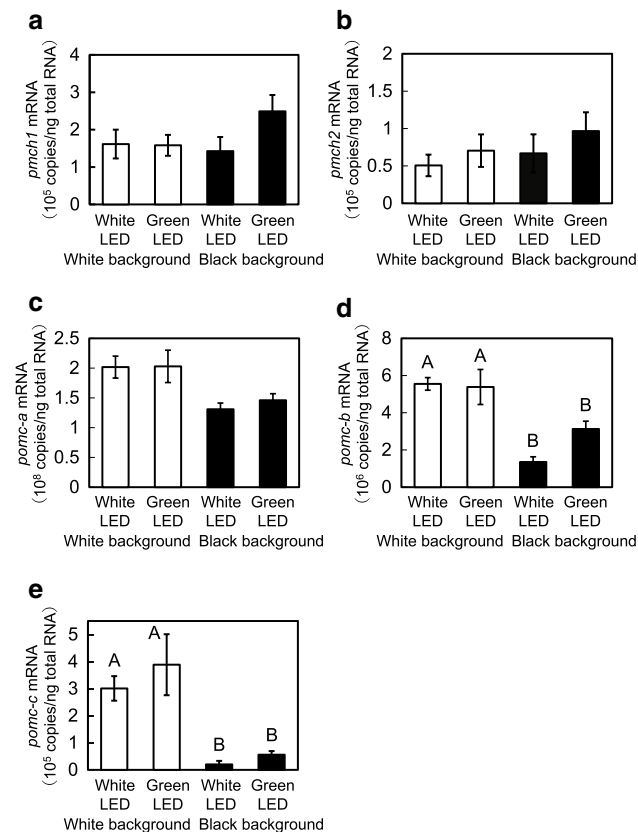 a
pmch1 mRNA
(10⁵ copies/ng total RNA)
4
3
2
1
0
White LED
Green LED
White LED
Green LED
White background
Black background
b
pmch2 mRNA
(10⁵ copies/ng total RNA)
2
1.5
1
0.5
0
White LED
Green LED
White LED
Green LED
White background
Black background
c
pomc-a mRNA
(10⁸ copies/ng total RNA)
2.5
2
1.5
1
0.5
0
White LED
Green LED
White LED
Green LED
White background
Black background
d
pomc-b mRNA
(10⁶ copies/ng total RNA)
8
6
4
2
0
A
A
B
B
White LED
Green LED
White LED
Green LED
White background
Black background
e
pomc-c mRNA
(10⁵ copies/ng total RNA)
5
4
3
2
1
0
A
A
B
B
White LED
Green LED
White LED
Green LED
White background
Black background